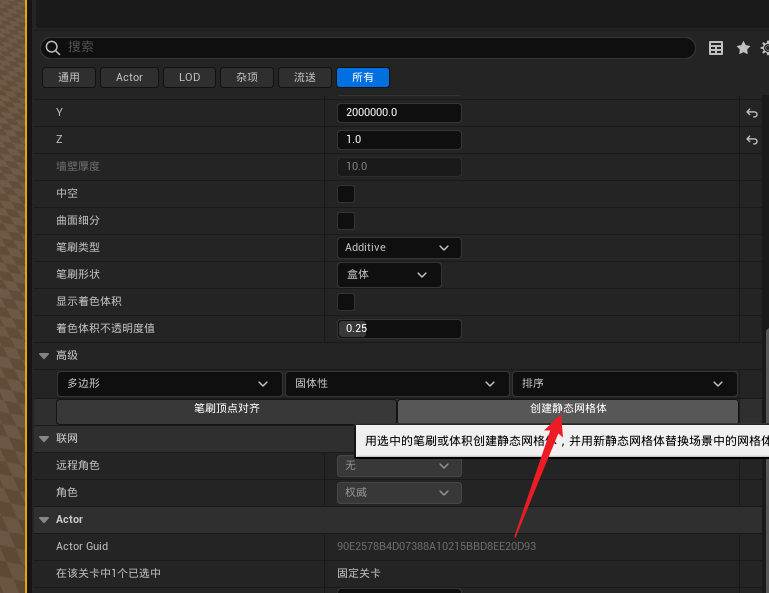 搜索
通用 Actor LOD 杂项 流送 所有
Y 2000000.0
Z 1.0
墙壁厚度 10.0
中空
曲面细分
笔刷类型 Additive
笔刷形状 盒体
显示着色体积
着色体积不透明度值 0.25
高级
多边形 固体性 排序
笔刷顶点对齐 创建静态网格体
联网
用选中的笔刷或体积创建静态网格体，并用新静态网格体替换场景中的网格体
远程角色 无
角色 权威
Actor
Actor Guid 90E2578B4D07388A10215BBD8EE20D93
在该关卡中1个已选中 固定关卡